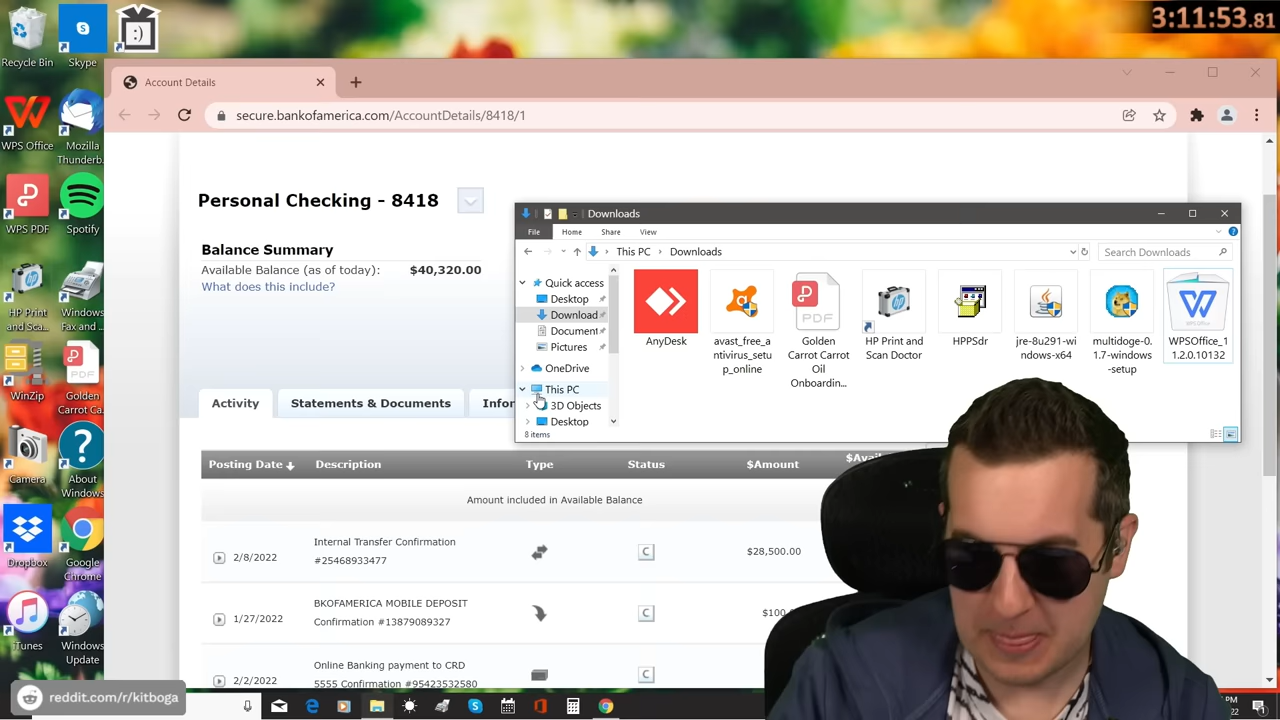 3:11:53.81
Recycle Bin
Skype
:)
Account Details
secure.bankofamerica.com/AccountDetails/8418/1
WPS Office
Mozilla
Thunderb...
Personal Checking - 8418
Balance Summary
Available Balance (as of today):
$40,320.00
What does this include?
WPS PDF
Spotify
Downloads
File
Home
Share
View
This PC
Downloads
Search Downloads
Quick access
Desktop
Download
Document
Pictures
OneDrive
This PC
3D Objects
Desktop
8 items
AnyDesk
avast_free_a
ntivirus_setu
p_online
PDF
Golden
Carrot Carrot
Oil
Onboardin...
HP Print and
Scan Doctor
HPPSdr
jre-8u291-wi
ndows-x64
multidoge-0.
1.7-windows
-setup
WPSOffice_1
1.2.0.10132
HP Print
and Sca...
Windows
Fax and ...
WinZip
PDF
Golden
Carrot Ca...
Camera
About
Windows
Dropbox
Google
Chrome
iTunes
Windows
Update
Activity
Statements & Documents
Infor
Posting Date
Description
Type
Status
$Amount
$Avai
Amount included in Available Balance
2/8/2022
Internal Transfer Confirmation
#25468933477
C
$28,500.00
1/27/2022
BKOFAMERICA MOBILE DEPOSIT
Confirmation #13879089327
C
$100.
2/2/2022
Online Banking payment to CRD
5555 Confirmation #95423532580
C
reddit.com/r/kitboga
PM
22